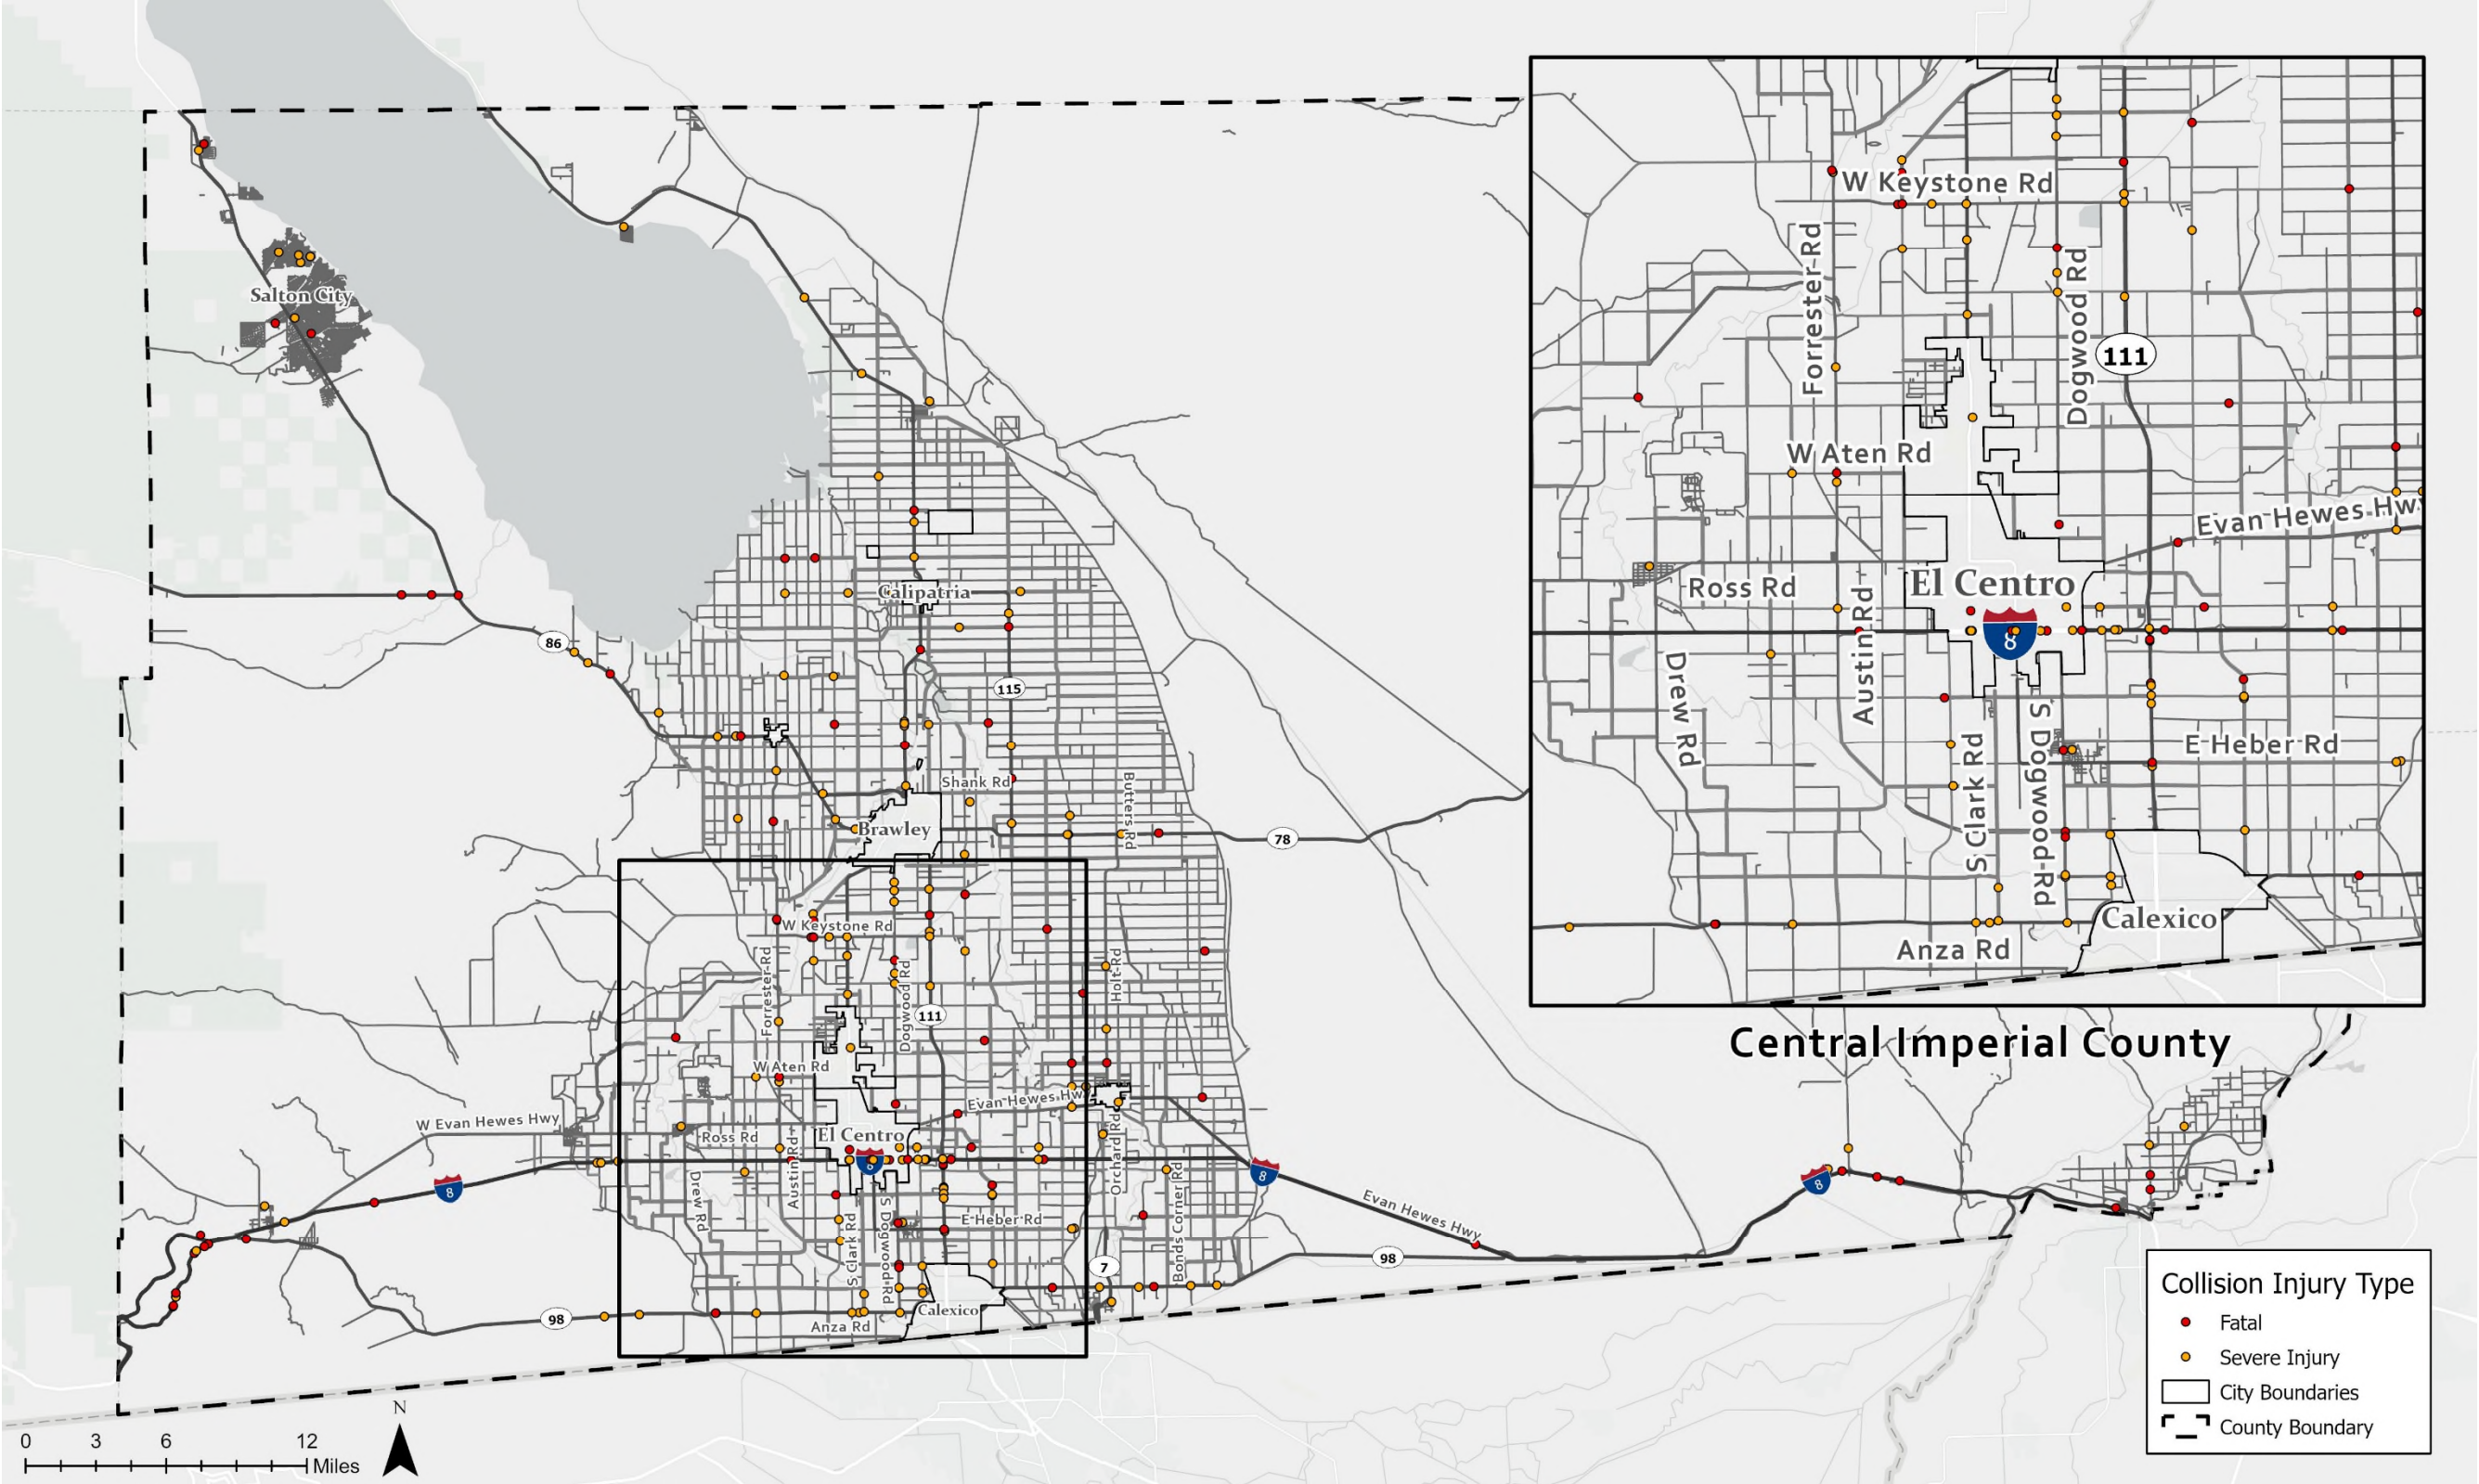 Salton City
86
Calipatria
115
Shank Rd
Butters Rd
Brawley
78
W Keystone Rd
Forrester Rd
Dogwood Rd
Holt Rd
111
W Aten Rd
Evan Hewes Hw
W Evan Hewes Hwy
Ross Rd
El Centro
Orchard Rd
8
8
8
8
Drew Rd
Austin Rd
S Clark Rd
S Dogwood Rd
E Heber Rd
Bonds Corner Rd
Evan Hewes Hwy
7
98
98
Calexico
Anza Rd
W Keystone Rd
Forrester Rd
Dogwood Rd
111
W Aten Rd
Evan Hewes Hw
El Centro
Ross Rd
8
Austin Rd
Drew Rd
S Clark Rd
S Dogwood Rd
E Heber Rd
Calexico
Anza Rd
Central Imperial County
Collision Injury Type
Fatal
Severe Injury
City Boundaries
County Boundary
N
0 3 6 12
Miles